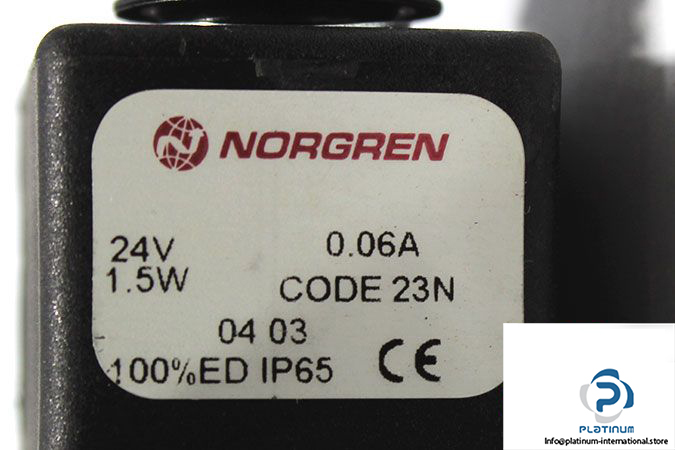 NORGREN
24V 0.06A
1.5W CODE 23N
04 03
100%ED IP65 CE
PLATINUM
Info@platinum-international.store